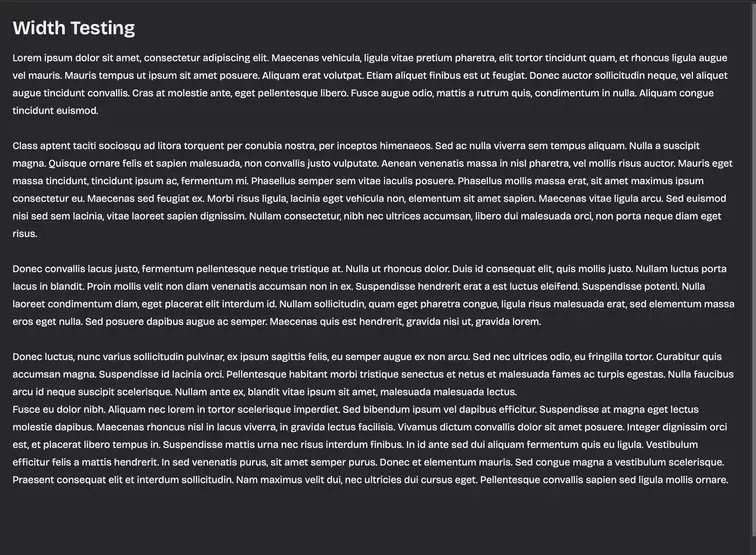 Width Testing
Lorem ipsum dolor sit amet, consectetur adipiscing elit. Maecenas vehicula, ligula vitae pretium pharetra, elit tortor tincidunt quam, et rhoncus ligula augue
vel mauris. Mauris tempus ut ipsum sit amet posuere. Aliquam erat volutpat. Etiam aliquet finibus est ut feugiat. Donec auctor sollicitudin neque, vel aliquet
augue tincidunt convallis. Cras at molestie ante, eget pellentesque libero. Fusce augue odio, mattis a rutrum quis, condimentum in nulla. Aliquam congue
tincidunt euismod.
Class aptent taciti sociosqu ad litora torquent per conubia nostra, per inceptos himenaeos. Sed ac nulla viverra sem tempus aliquam. Nulla a suscipit
magna. Quisque ornare felis et sapien malesuada, non convallis justo vulputate. Aenean venenatis massa in nisl pharetra, vel mollis risus auctor. Mauris eget
massa tincidunt, tincidunt ipsum ac, fermentum mi. Phasellus semper sem vitae iaculis posuere. Phasellus mollis massa erat, sit amet maximus ipsum
consectetur eu. Maecenas sed feugiat ex. Morbi risus ligula, lacinia eget vehicula non, elementum sit amet sapien. Maecenas vitae ligula arcu. Sed euismod
nisi sed sem lacinia, vitae laoreet sapien dignissim. Nullam consectetur, nibh nec ultrices accumsan, libero dui malesuada orci, non porta neque diam eget
risus.
Donec convallis lacus justo, fermentum pellentesque neque tristique at. Nulla ut rhoncus dolor. Duis id consequat elit, quis mollis justo. Nullam luctus porta
lacus in blandit. Proin mollis velit non diam venenatis accumsan non in ex. Suspendisse hendrerit erat a est luctus eleifend. Suspendisse potenti. Nulla
laoreet condimentum diam, eget placerat elit interdum id. Nullam sollicitudin, quam eget pharetra congue, ligula risus malesuada erat, sed elementum massa
eros eget nulla. Sed posuere dapibus augue ac semper. Maecenas quis est hendrerit, gravida nisi ut, gravida lorem.
Donec luctus, nunc varius sollicitudin pulvinar, ex ipsum sagittis felis, eu semper augue ex non arcu. Sed nec ultrices odio, eu fringilla tortor. Curabitur quis
accumsan magna. Suspendisse id lacinia orci. Pellentesque habitant morbi tristique senectus et netus et malesuada fames ac turpis egestas. Nulla faucibus
arcu id neque suscipit scelerisque. Nullam ante ex, blandit vitae ipsum sit amet, malesuada malesuada lectus.
Fusce eu dolor nibh. Aliquam nec lorem in tortor scelerisque imperdiet. Sed bibendum ipsum vel dapibus efficitur. Suspendisse at magna eget lectus
molestie dapibus. Maecenas rhoncus nisl in lacus viverra, in gravida lectus facilisis. Vivamus dictum convallis dolor sit amet posuere. Integer dignissim orci
est, et placerat libero tempus in. Suspendisse mattis urna nec risus interdum finibus. In id ante sed dui aliquam fermentum quis eu ligula. Vestibulum
efficitur felis a mattis hendrerit. In sed venenatis purus, sit amet semper purus. Donec et elementum mauris. Sed congue magna a vestibulum scelerisque.
Praesent consequat elit et interdum sollicitudin. Nam maximus velit dui, nec ultricies dui cursus eget. Pellentesque convallis sapien sed ligula mollis ornare.